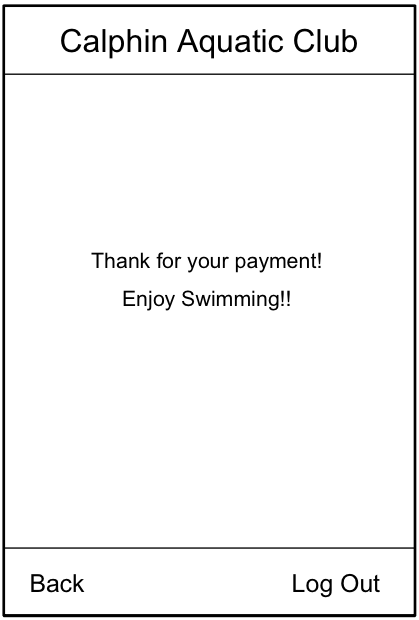 Calphin Aquatic Club
Thank for your payment!
Enjoy Swimming!!
Back
Log Out